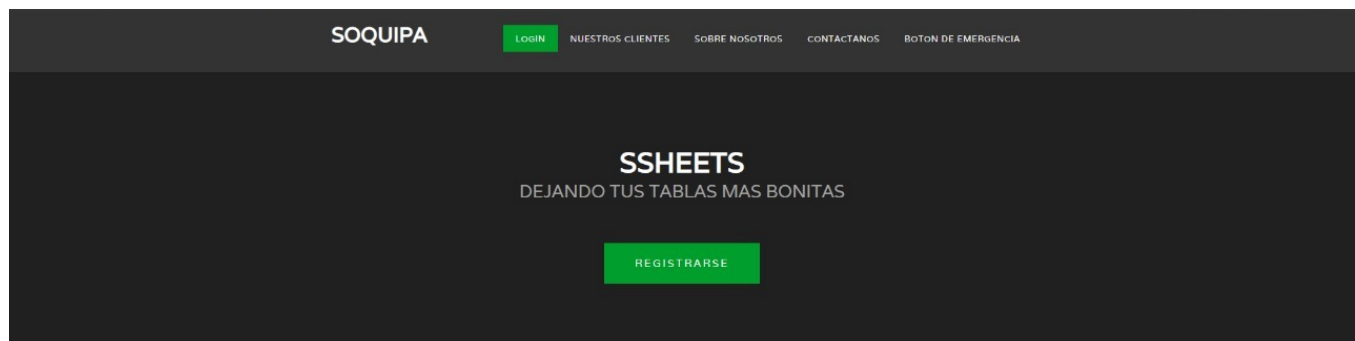 SOQUIPA LOGIN NUESTROS CLIENTES SOBRE NOSOTROS CONTACTANOS BOTON DE EMERGENCIA
SSHEETS
DEJANDO TUS TABLAS MAS BONITAS
REGISTRARSE